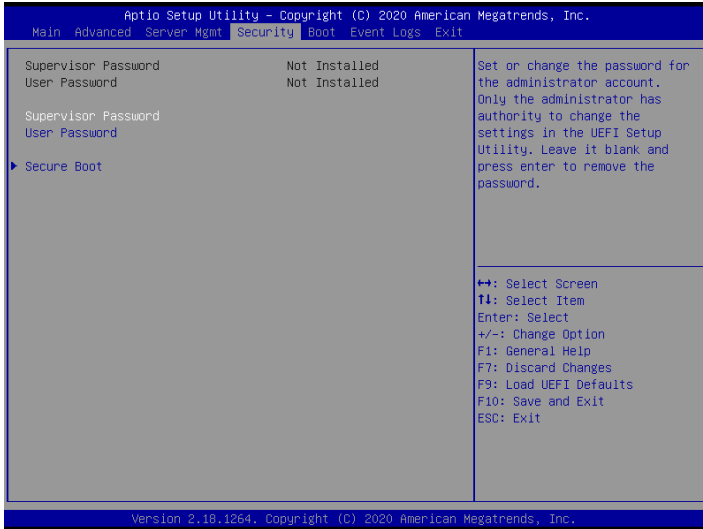 Aptio Setup Utility – Copyright (C) 2020 American Megatrends, Inc.
Main Advanced Server Mgmt Security Boot Event Logs Exit
Supervisor Password Not Installed
User Password Not Installed
Supervisor Password
User Password
▶ Secure Boot
Set or change the password for
the administrator account.
Only the administrator has
authority to change the
settings in the UEFI Setup
Utility. Leave it blank and
press enter to remove the
password.
↔: Select Screen
↑↓: Select Item
Enter: Select
+/-: Change Option
F1: General Help
F7: Discard Changes
F9: Load UEFI Defaults
F10: Save and Exit
ESC: Exit
Version 2.18.1264. Copyright (C) 2020 American Megatrends, Inc.